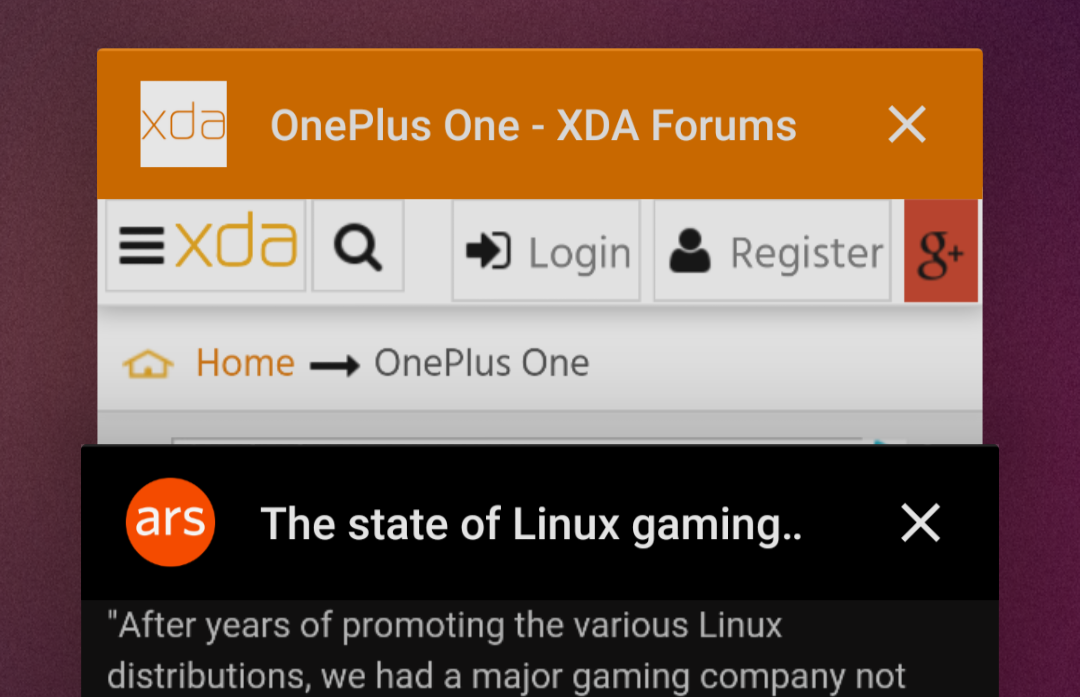 xda OnePlus One - XDA Forums
xda Login Register g+
Home OnePlus One
ars The state of Linux gaming..
"After years of promoting the various Linux
distributions, we had a major gaming company not